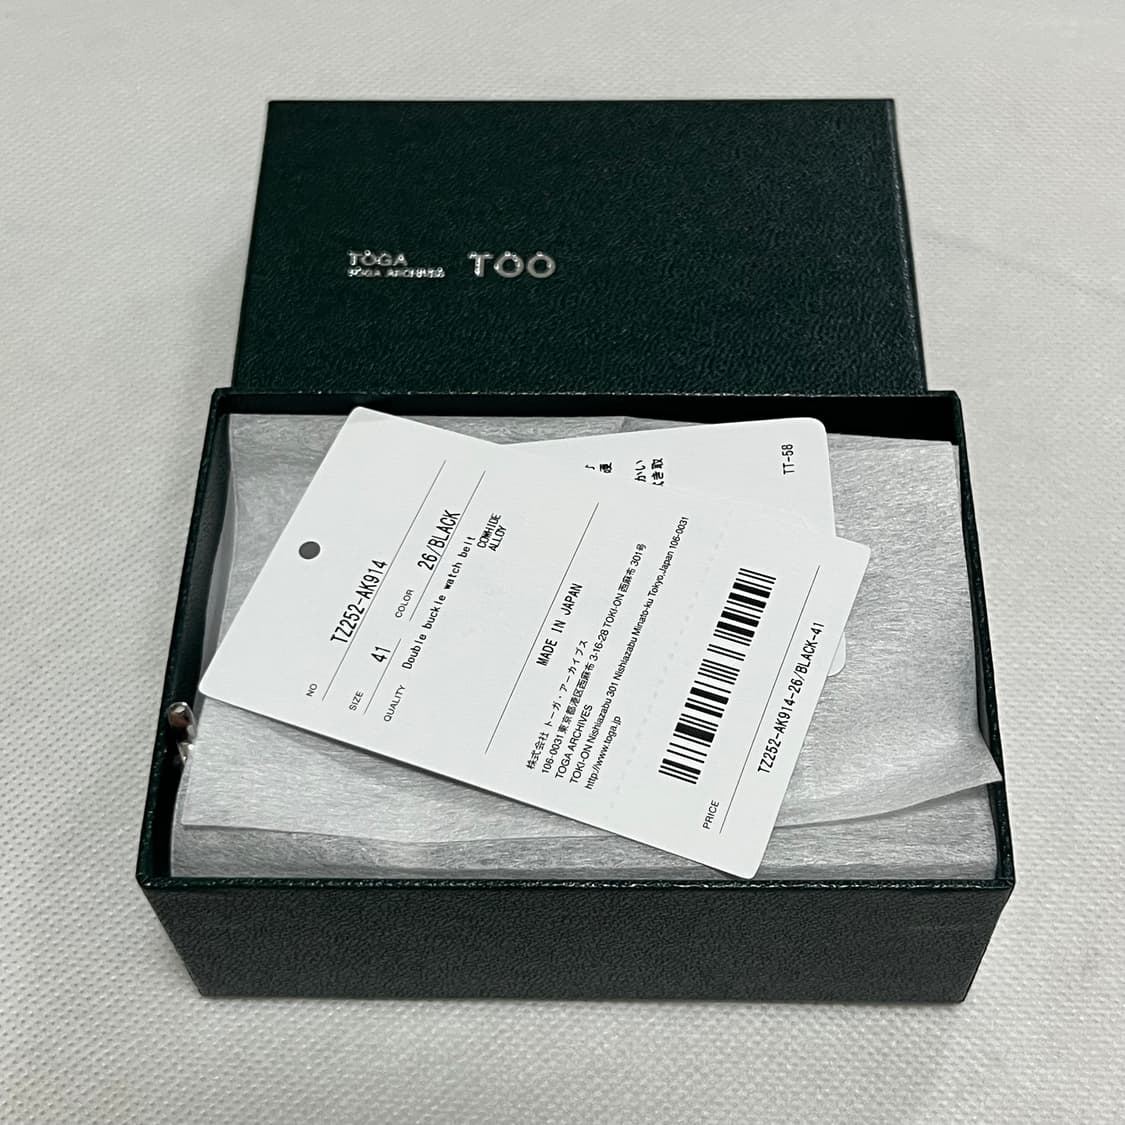 TOGA
TOGA ARCHIVES
TOO
NO TZ252-AK914
SIZE 41 COLOR 26/BLACK
QUALITY Double buckle watch belt
COWHIDE
ALLOY
MADE IN JAPAN
株式会社 トーガ・アーカイブス
106-0031 東京都港区西麻布 3-16-28 TOKI-ON 西麻布 301号
TOGA ARCHIVES
TOKI-ON Nishiazabu 301 Nishiazabu Minato-ku Tokyo,Japan 106-0031
http://www.toga.jp
TZ252-AK914-26/BLACK-41
PRICE
かい
き取
TT-58